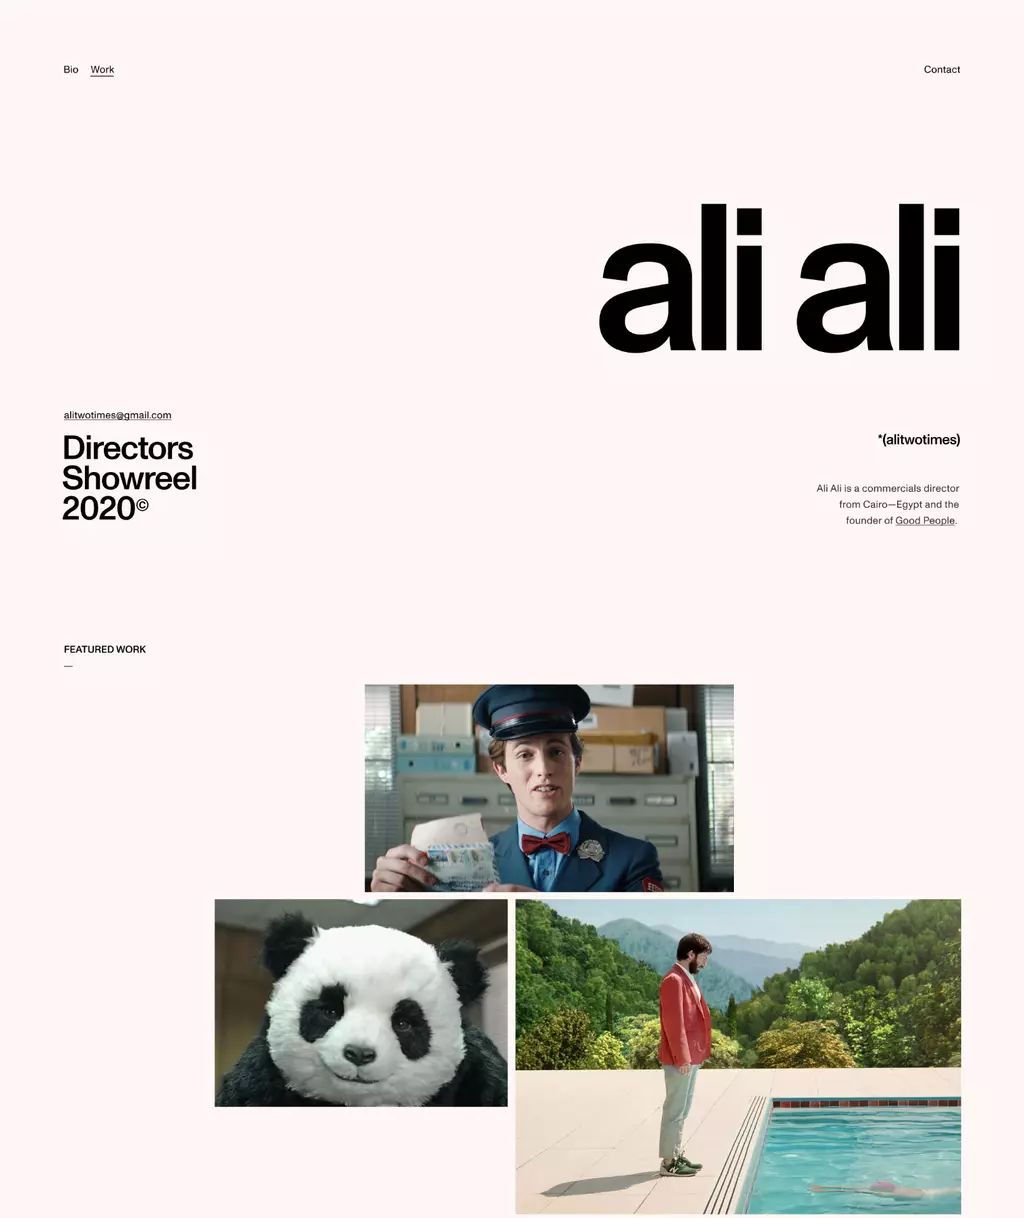 Bio Work Contact
ali ali
alitwotimes@gmail.com
Directors
Showreel
2020©
*(alitwotimes)
Ali Ali is a commercials director
from Cairo—Egypt and the
founder of Good People.
FEATURED WORK
—